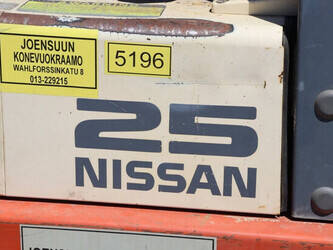 JOENSUUN
KONEVUOKRAAMO
WAHLFORSSINKATU 8
013-229215
5196
25
NISSAN